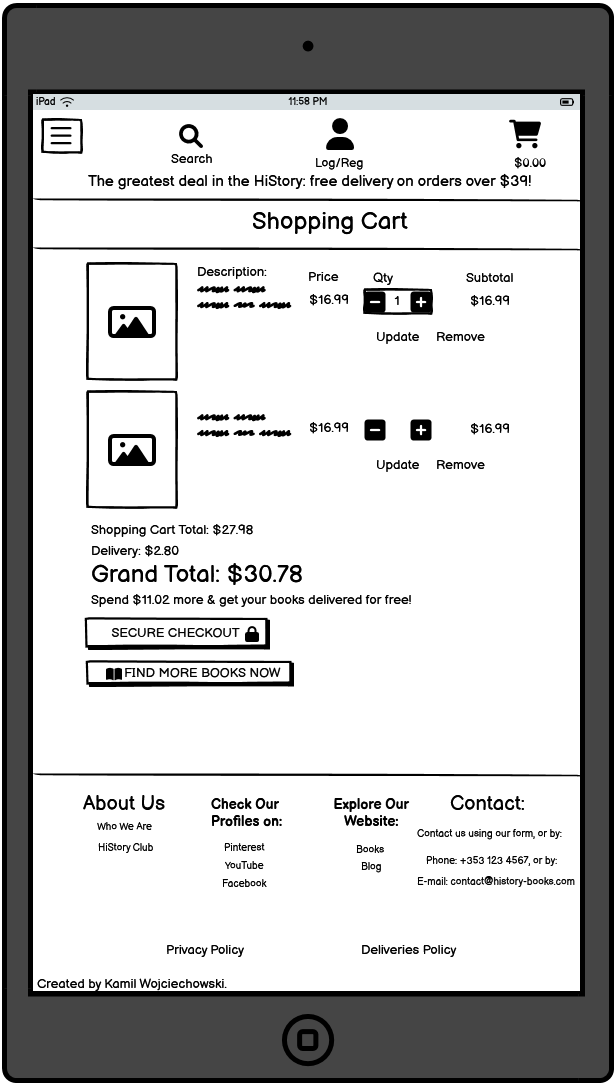 iPad 11:58 PM
Search
Log/Reg
$0.00
The greatest deal in the HiStory: free delivery on orders over $39!
Shopping Cart
Description: Price Qty Subtotal
$16.99 1 $16.99
Update Remove
$16.99 $16.99
Update Remove
Shopping Cart Total: $27.98
Delivery: $2.80
Grand Total: $30.78
Spend $11.02 more & get your books delivered for free!
SECURE CHECKOUT
FIND MORE BOOKS NOW
About Us
Who We Are
HiStory Club
Check Our
Profiles on:
Pinterest
YouTube
Facebook
Explore Our
Website:
Books
Blog
Contact:
Contact us using our form, or by:
Phone: +353 123 4567, or by:
E-mail: contact@history-books.com
Privacy Policy
Deliveries Policy
Created by Kamil Wojciechowski.